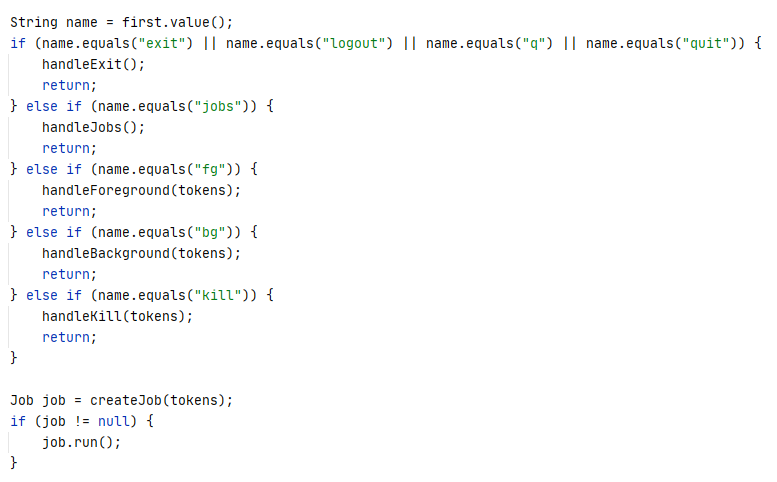 String name = first.value();
if (name.equals("exit") || name.equals("logout") || name.equals("q") || name.equals("quit")) {
    handleExit();
    return;
} else if (name.equals("jobs")) {
    handleJobs();
    return;
} else if (name.equals("fg")) {
    handleForeground(tokens);
    return;
} else if (name.equals("bg")) {
    handleBackground(tokens);
    return;
} else if (name.equals("kill")) {
    handleKill(tokens);
    return;
}

Job job = createJob(tokens);
if (job != null) {
    job.run();
}